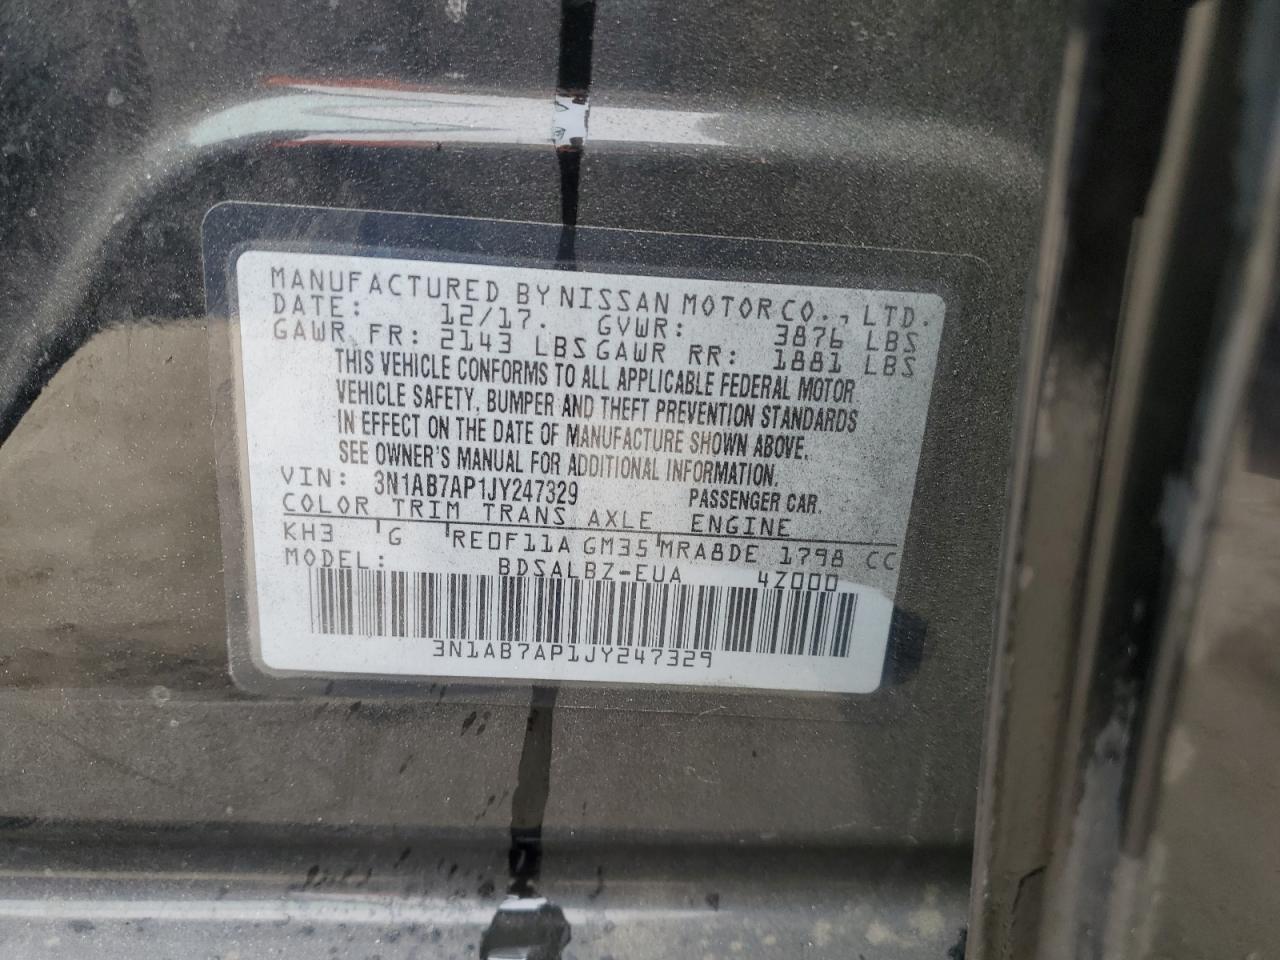 MANUFACTURED BY NISSAN MOTOR CO., LTD.
DATE: 12/17. GVWR: 3876 LBS
GAWR FR: 2143 LBS GAWR RR: 1881 LBS
THIS VEHICLE CONFORMS TO ALL APPLICABLE FEDERAL MOTOR
VEHICLE SAFETY, BUMPER AND THEFT PREVENTION STANDARDS
IN EFFECT ON THE DATE OF MANUFACTURE SHOWN ABOVE.
SEE OWNER'S MANUAL FOR ADDITIONAL INFORMATION.
VIN: 3N1AB7AP1JY247329 PASSENGER CAR.
COLOR TRIM TRANS AXLE ENGINE
KH3 G RE0F11A GM35 MRA8DE 1798 CC
MODEL: BDSALBZ-EUA 4Z000
3N1AB7AP1JY247329